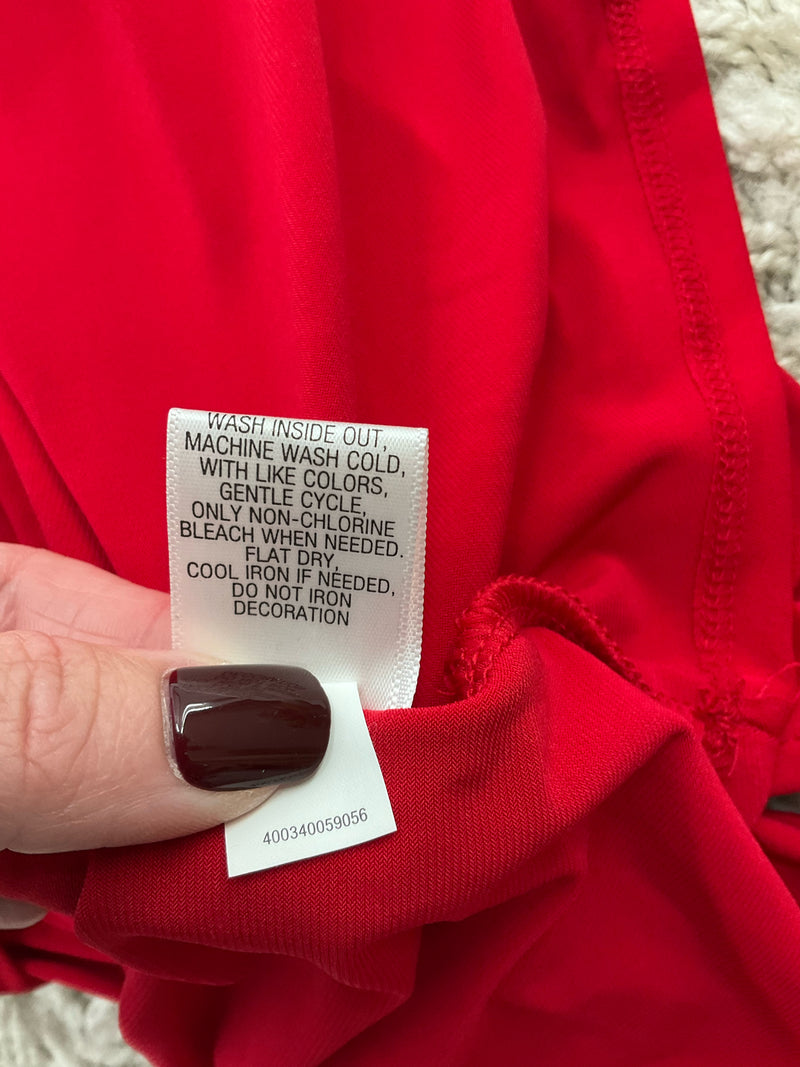 WASH INSIDE OUT,
MACHINE WASH COLD,
WITH LIKE COLORS,
GENTLE CYCLE,
ONLY NON-CHLORINE
BLEACH WHEN NEEDED.
FLAT DRY,
COOL IRON IF NEEDED,
DO NOT IRON
DECORATION
400340059056